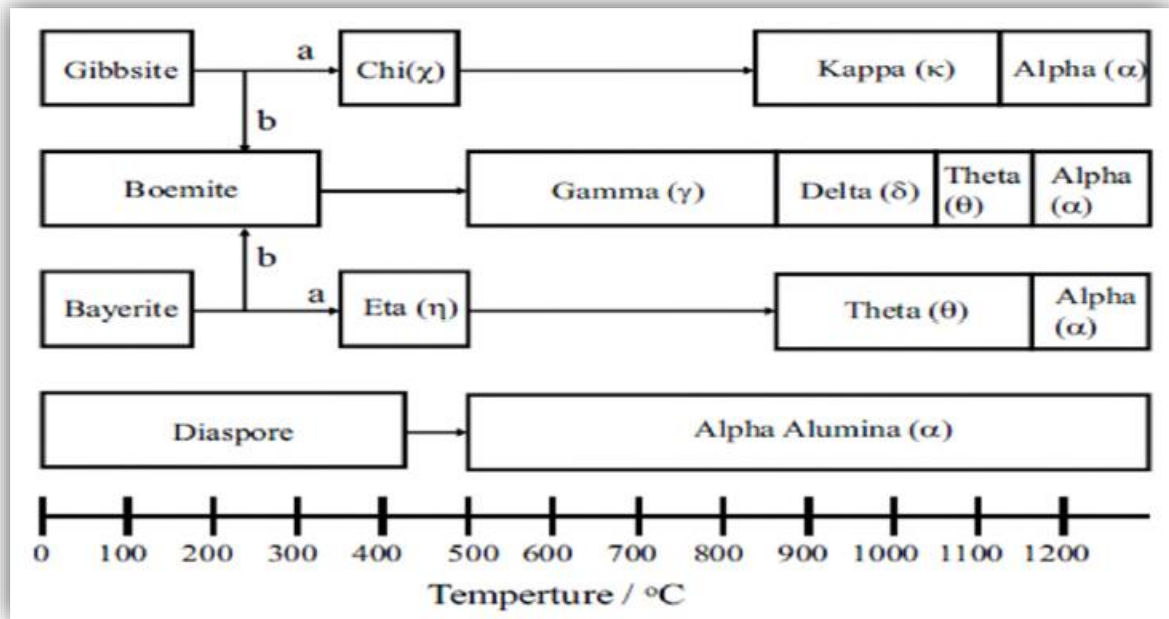 Gibbsite
a
Chi(χ)
Kappa (κ)
Alpha (α)
b
Boemite
Gamma (γ)
Delta (δ)
Theta
(θ)
Alpha
(α)
b
Bayerite
a
Eta (η)
Theta (θ)
Alpha
(α)
Diaspore
Alpha Alumina (α)
0 100 200 300 400 500 600 700 800 900 1000 1100 1200
Temperture / °C